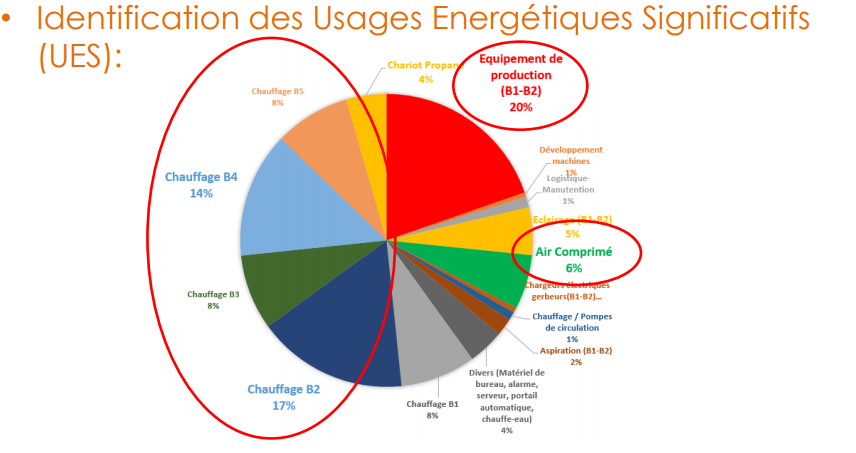 • Identification des Usages Energétiques Significatifs
(UES):
Chariot Propane
4%
Equipement de
production
(B1-B2)
20%
Chauffage B5
8%
Développement
machines
1%
Logistique-
Manutention
1%
Chauffage B4
14%
Eclairage (B1-B2)
5%
Air Comprimé
6%
Chargeurs électriques
gerbeurs(B1-B2)...
Chauffage B3
8%
Chauffage / Pompes
de circulation
1%
Aspiration (B1-B2)
2%
Divers (Matériel de
bureau, alarme,
serveur, portail
automatique,
chauffe-eau)
4%
Chauffage B2
17%
Chauffage B1
8%